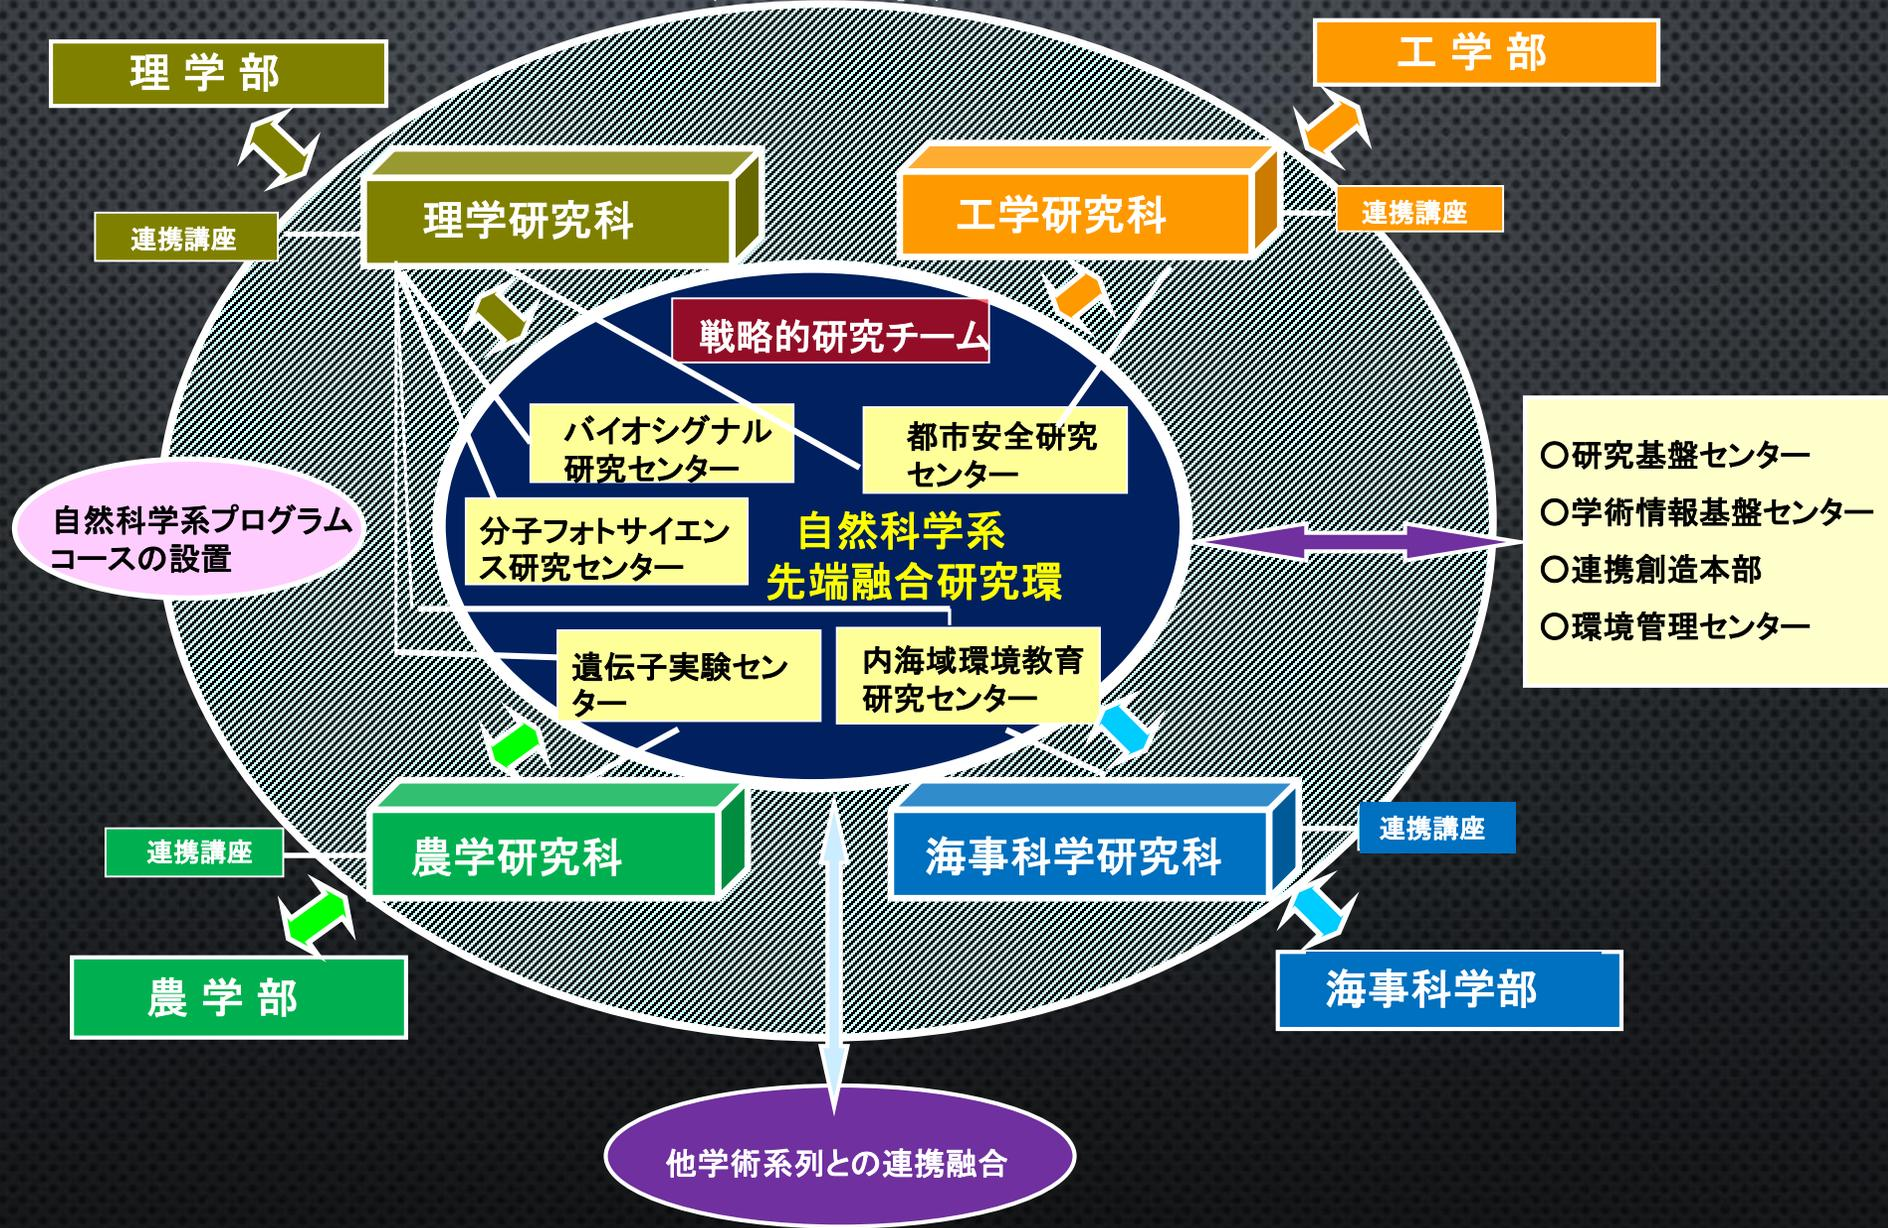 理 学 部
工 学 部
理学研究科
工学研究科
連携講座
連携講座
戦略的研究チーム
バイオシグナル
研究センター
都市安全研究
センター
分子フォトサイエン
ス研究センター
自然科学系
先端融合研究環
自然科学系プログラム
コースの設置
〇研究基盤センター
〇学術情報基盤センター
〇連携創造本部
〇環境管理センター
遺伝子実験セン
ター
内海域環境教育
研究センター
農学研究科
海事科学研究科
連携講座
連携講座
農 学 部
海事科学部
他学術系列との連携融合